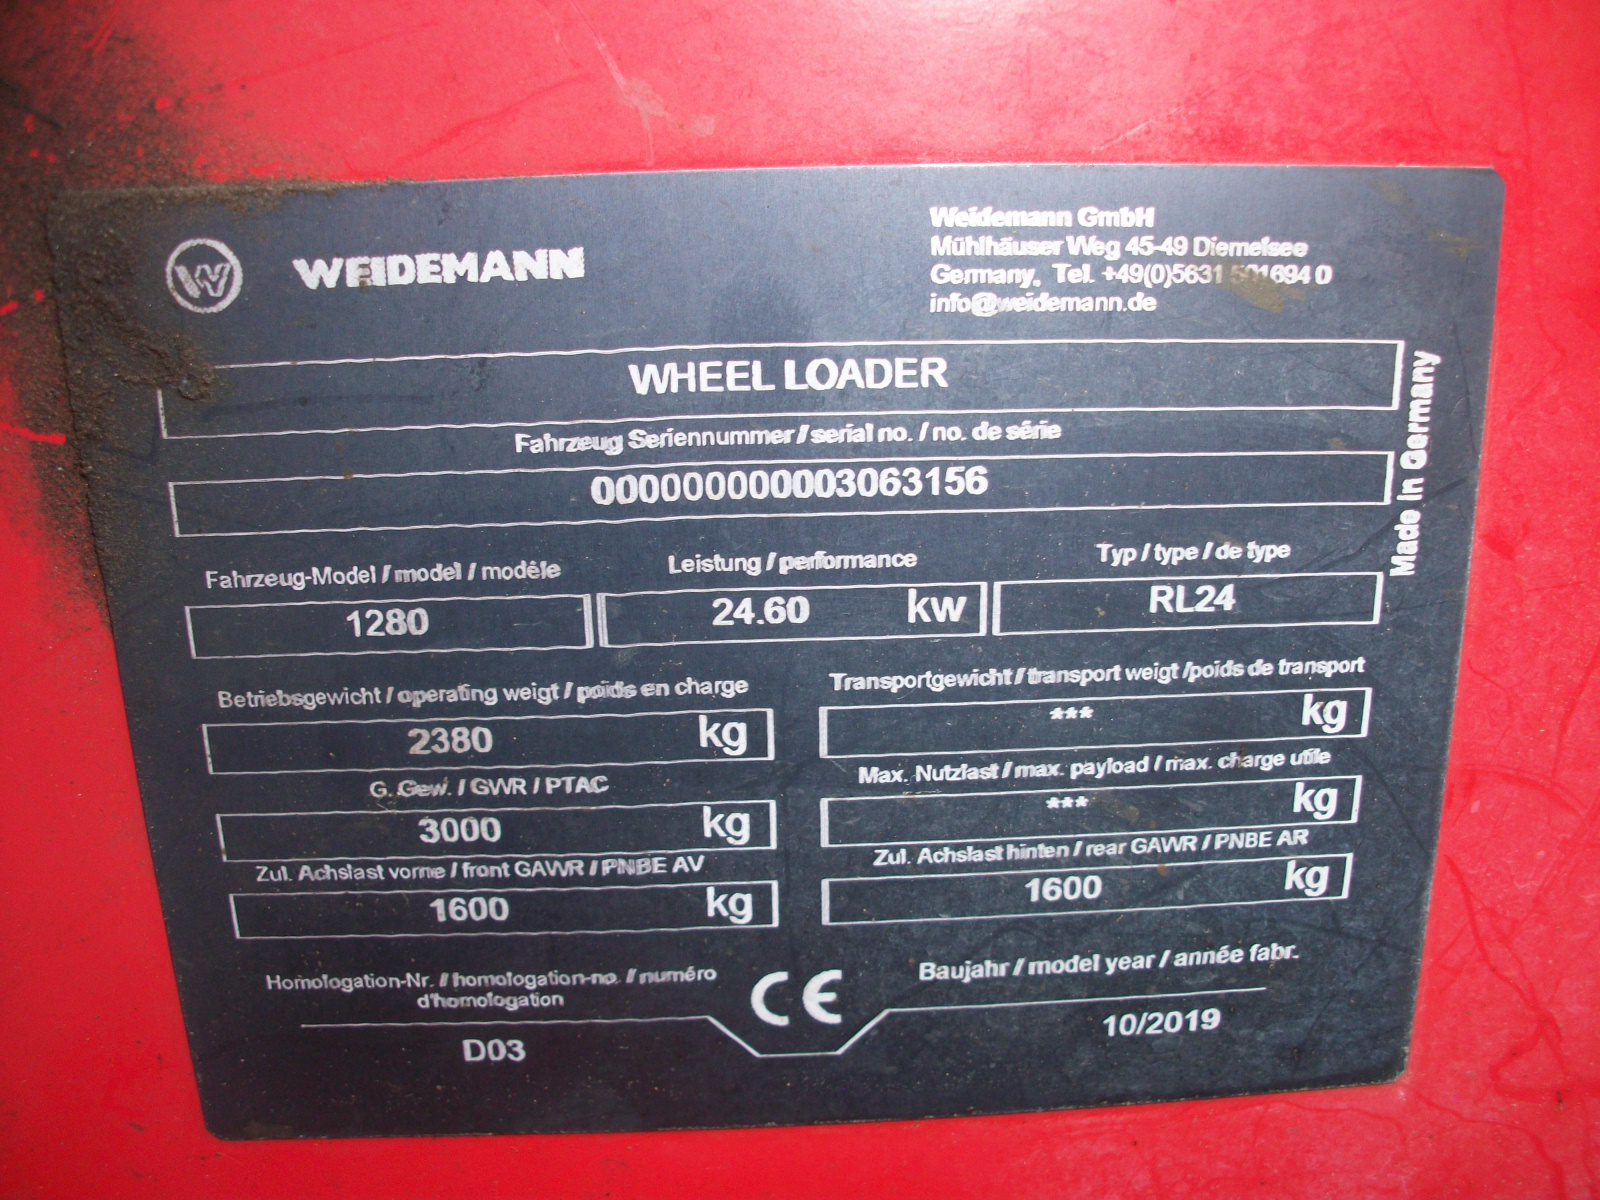 W WEIDEMANN
Weidemann GmbH
Mühlhäuser Weg 45-49 Diemelsee
Germany, Tel. +49(0)5631 501694 0
info@weidemann.de
WHEEL LOADER
Fahrzeug Seriennummer / serial no. / no. de série
000000000003063156
Made in Germany
Fahrzeug-Model / model / modéle
Leistung / performance
Typ / type / de type
1280
24.60 kw
RL24
Betriebsgewicht / operating weigt / poids en charge
Transportgewicht / transport weigt /poids de transport
2380 kg
*** kg
G. Gew. / GWR / PTAC
Max. Nutzlast / max. payload / max. charge utile
3000 kg
*** kg
Zul. Achslast vorne / front GAWR / PNBE AV
Zul. Achslast hinten / rear GAWR / PNBE AR
1600 kg
1600 kg
Homologation-Nr. / homologation-no. / numéro
d'homologation
CE
Baujahr / model year / année fabr.
D03
10/2019